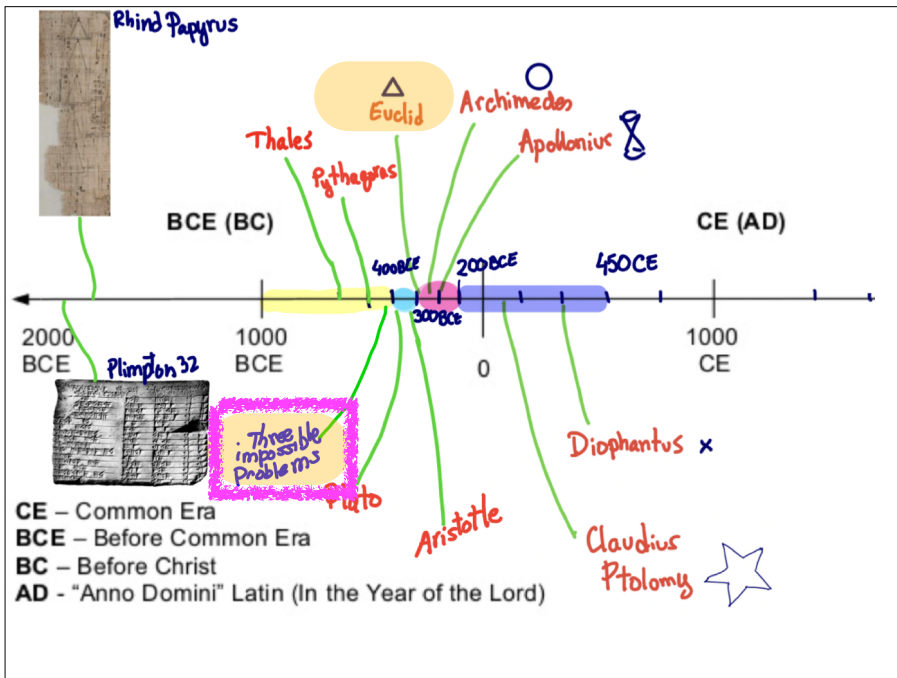 Rhind Papyrus
Euclid
Archimedes
Apollonius
Thales
Pythagoras
BCE (BC)
CE (AD)
400BCE
200BCE
450CE
300BCE
2000
BCE
1000
BCE
0
1000
CE
Plimpton 32
Three
impossible
Problems
Diophantus x
Pluto
Aristotle
Claudius
Ptolomy
CE – Common Era
BCE – Before Common Era
BC – Before Christ
AD - “Anno Domini” Latin (In the Year of the Lord)